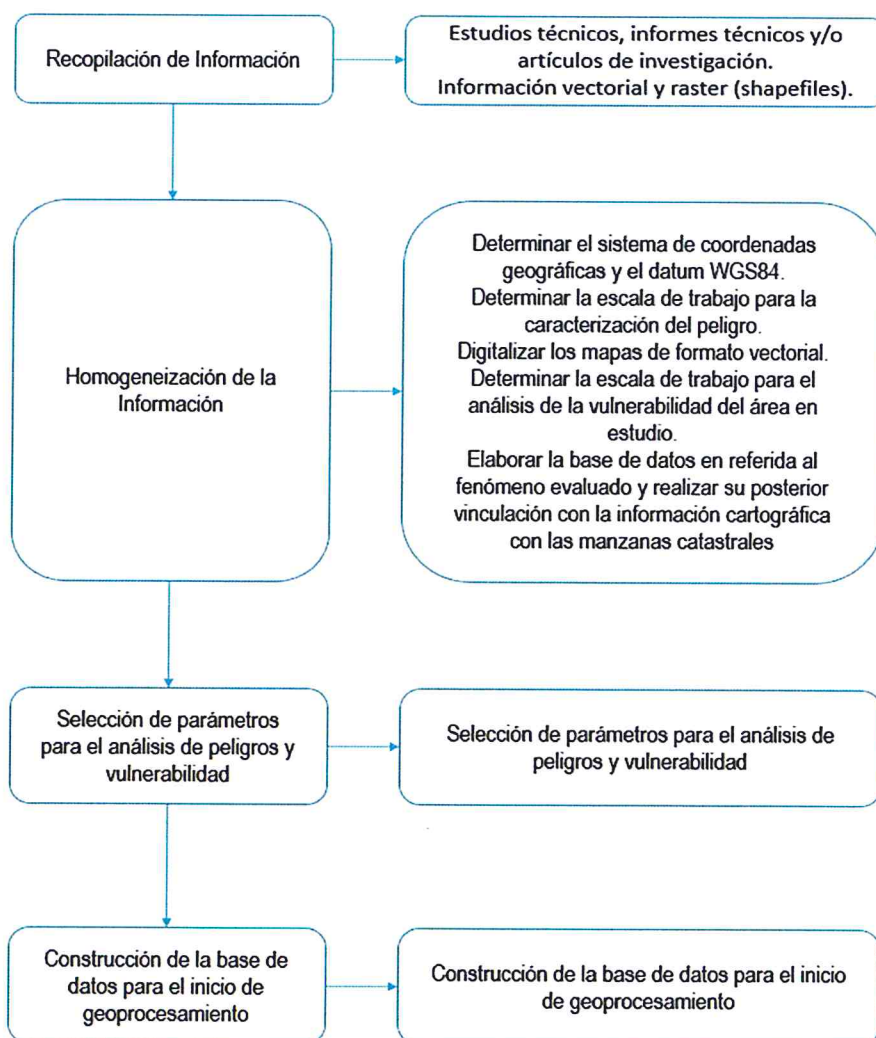 Recopilación de Información
Estudios técnicos, informes técnicos y/o
artículos de investigación.
Información vectorial y raster (shapefiles).
Homogeneización de la
Información
Determinar el sistema de coordenadas
geográficas y el datum WGS84.
Determinar la escala de trabajo para la
caracterización del peligro.
Digitalizar los mapas de formato vectorial.
Determinar la escala de trabajo para el
análisis de la vulnerabilidad del área en
estudio.
Elaborar la base de datos en referida al
fenómeno evaluado y realizar su posterior
vinculación con la información cartográfica
con las manzanas catastrales
Selección de parámetros
para el análisis de peligros y
vulnerabilidad
Selección de parámetros para el análisis de
peligros y vulnerabilidad
Construcción de la base de
datos para el inicio de
geoprocesamiento
Construcción de la base de datos para el inicio
de geoprocesamiento